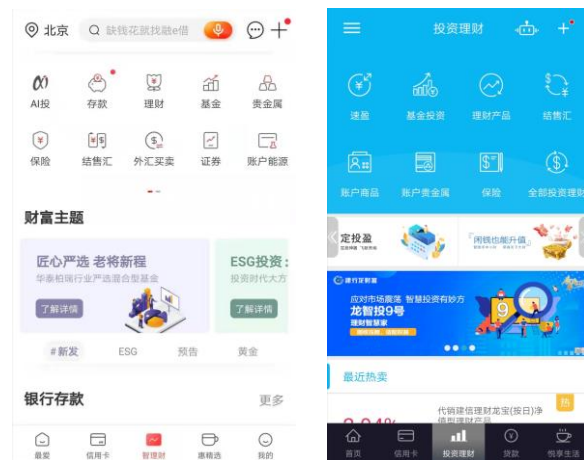 北京
缺钱花就找融e借
AI投
存款
理财
基金
贵金属
保险
结售汇
外汇买卖
证券
账户能源
财富主题
匠心严选 老将新程
华泰柏瑞行业严选混合型基金
了解详情
ESG投资:
投资时代大方
了解详情
#新发
ESG
预告
黄金
银行存款
更多
最爱
信用卡
智理财
惠精选
我的
投资理财
速盈
基金投资
理财产品
结售汇
账户商品
账户贵金属
保险
全部投资理财
定投盈
闲钱也能升值
建行龙财富
应对市场震荡 智慧投资有妙方
龙智投9号
理财智慧家
9
最近热卖
热
代销建信理财龙宝(按日)净
值型理财产品
首页
信用卡
投资理财
贷款
悦享生活